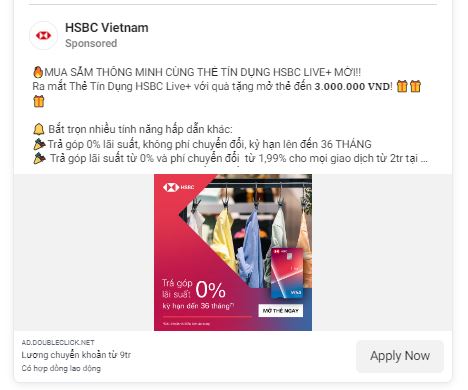 HSBC Vietnam
Sponsored
🔥MUA SẮM THÔNG MINH CÙNG THẺ TÍN DỤNG HSBC LIVE+ MỚI!!
Ra mắt Thẻ Tín Dụng HSBC Live+ với quà tặng mở thẻ đến 𝟑.𝟎𝟎𝟎.𝟎𝟎𝟎 𝐕𝐍𝐃! 🎁🎁
🎁
🔔 Bắt trọn nhiều tính năng hấp dẫn khác:
🎉Trả góp 0% lãi suất, không phí chuyển đổi, kỳ hạn lên đến 36 THÁNG
🎉 Trả góp lãi suất từ 0% và phí chuyển đổi từ 1,99% cho mọi giao dịch từ 2tr tại ...
HSBC
HSBC
VISA
Trả góp
lãi suất 0%
kỳ hạn đến 36 tháng(*)
MỞ THẺ NGAY
AD.DOUBLECLICK.NET
Lương chuyển khoản từ 9tr
Có hợp đồng lao động
Apply Now